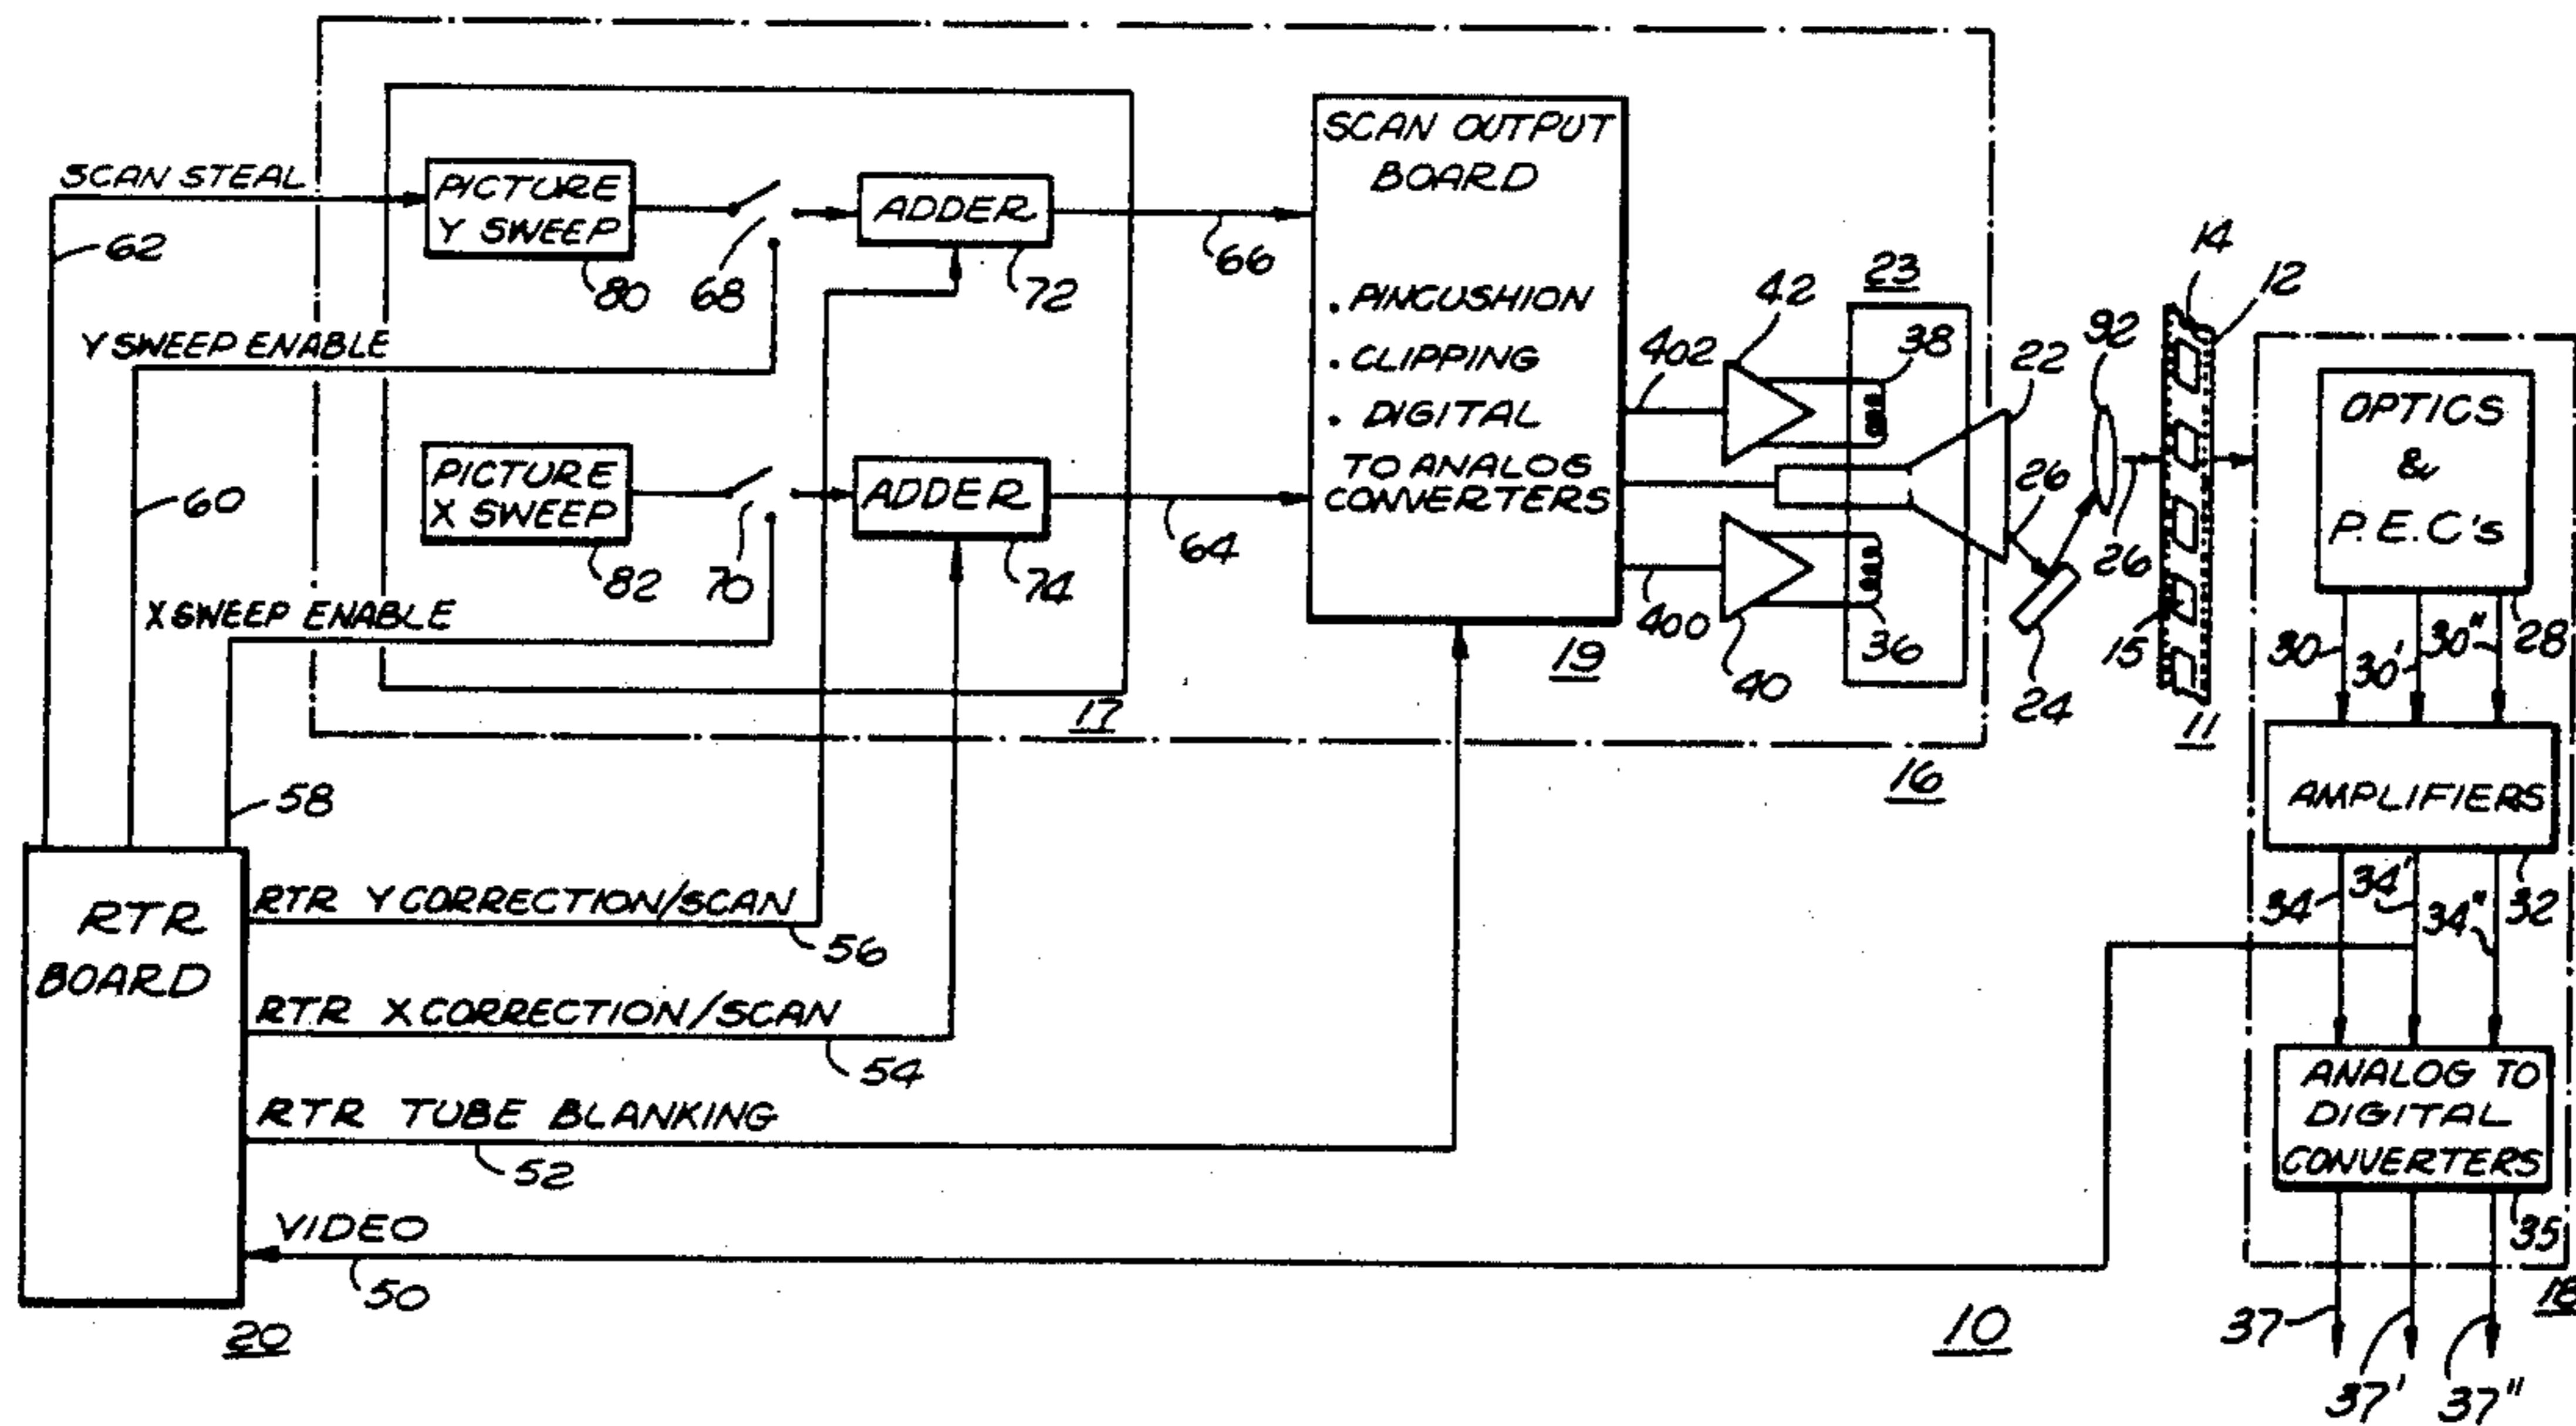 SCAN STEAL
62
PICTURE
Y SWEEP
80
68
ADDER
72
66
Y SWEEP ENABLE
60
PICTURE
X SWEEP
82
70
ADDER
74
64
X SWEEP ENABLE
58
17
SCAN OUTPUT
BOARD
. PINCUSHION
. CLIPPING
. DIGITAL
TO ANALOG
CONVERTERS
19
402
400
42
40
23
38
36
22
26
24
92
26
14
12
15
11
16
OPTICS
&
P.E.C's
28
30
30'
30"
AMPLIFIERS
32
34
34'
34"
ANALOG TO
DIGITAL
CONVERTERS
35
18
37
37'
37"
RTR
BOARD
20
RTR Y CORRECTION/SCAN
56
RTR X CORRECTION/SCAN
54
RTR TUBE BLANKING
52
VIDEO
50
10